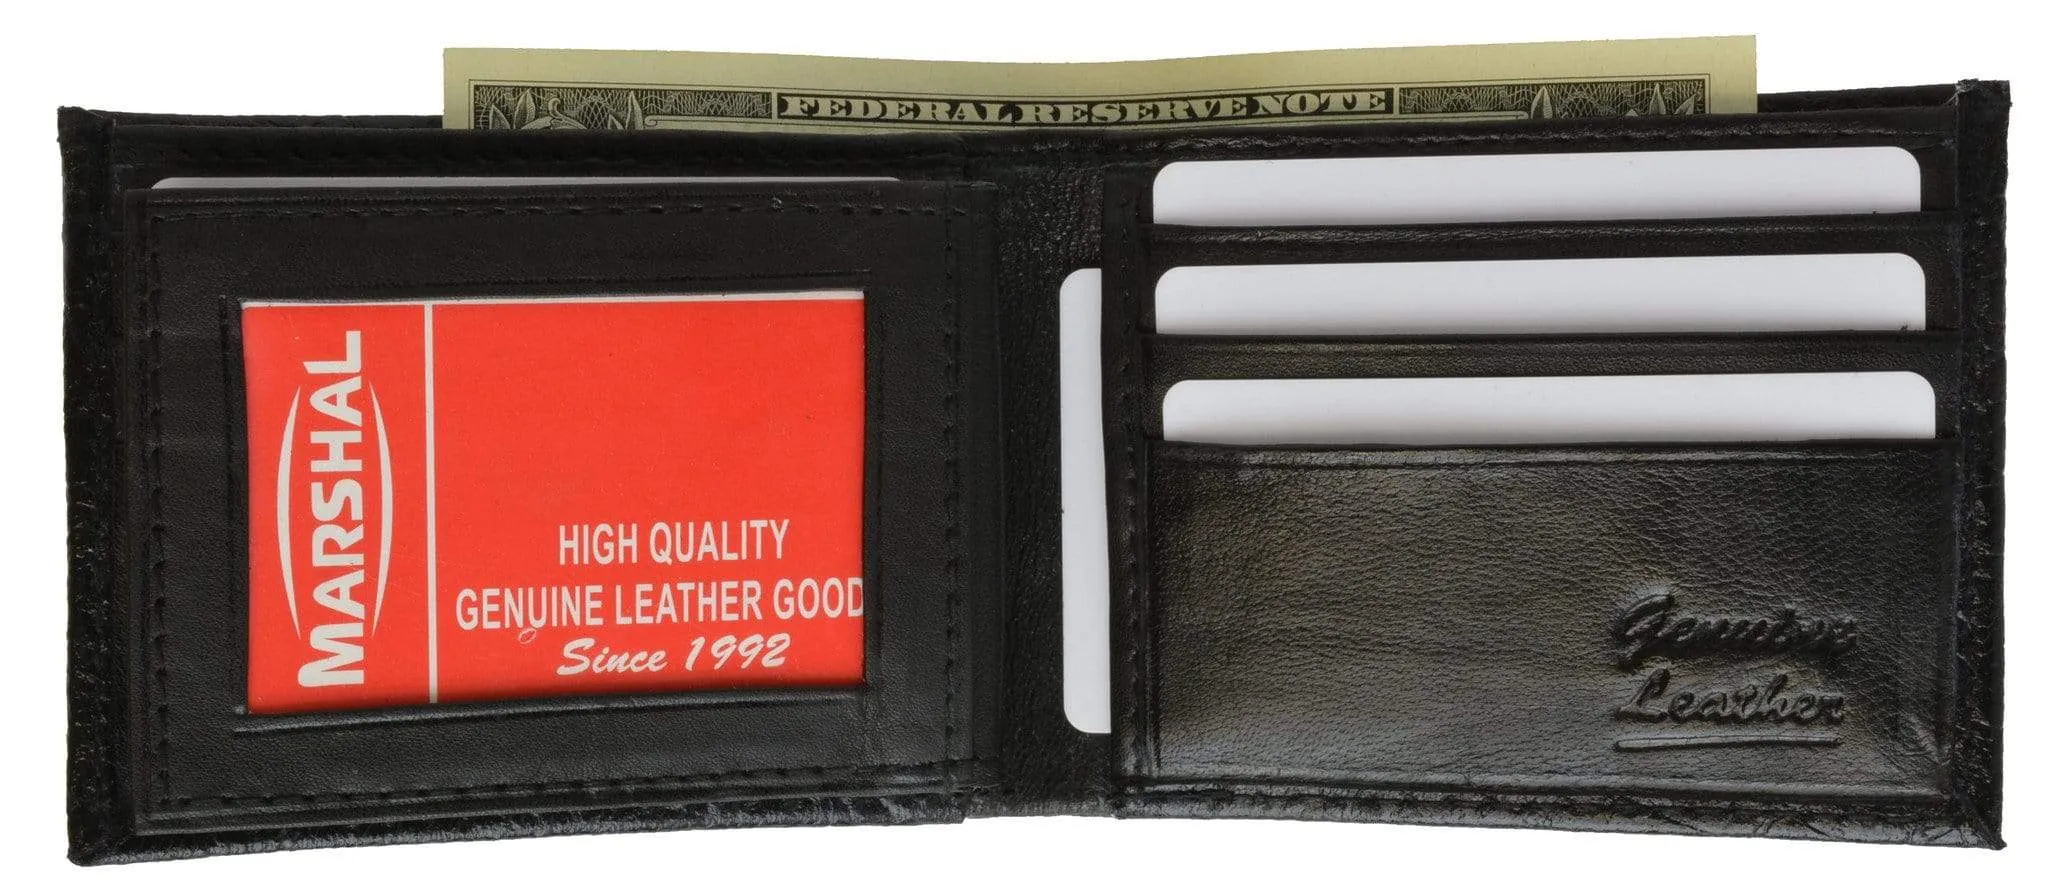 FEDERAL RESERVE NOTE
MARSHAL
HIGH QUALITY
GENUINE LEATHER GOOD
Since 1992
Genuine
Leather